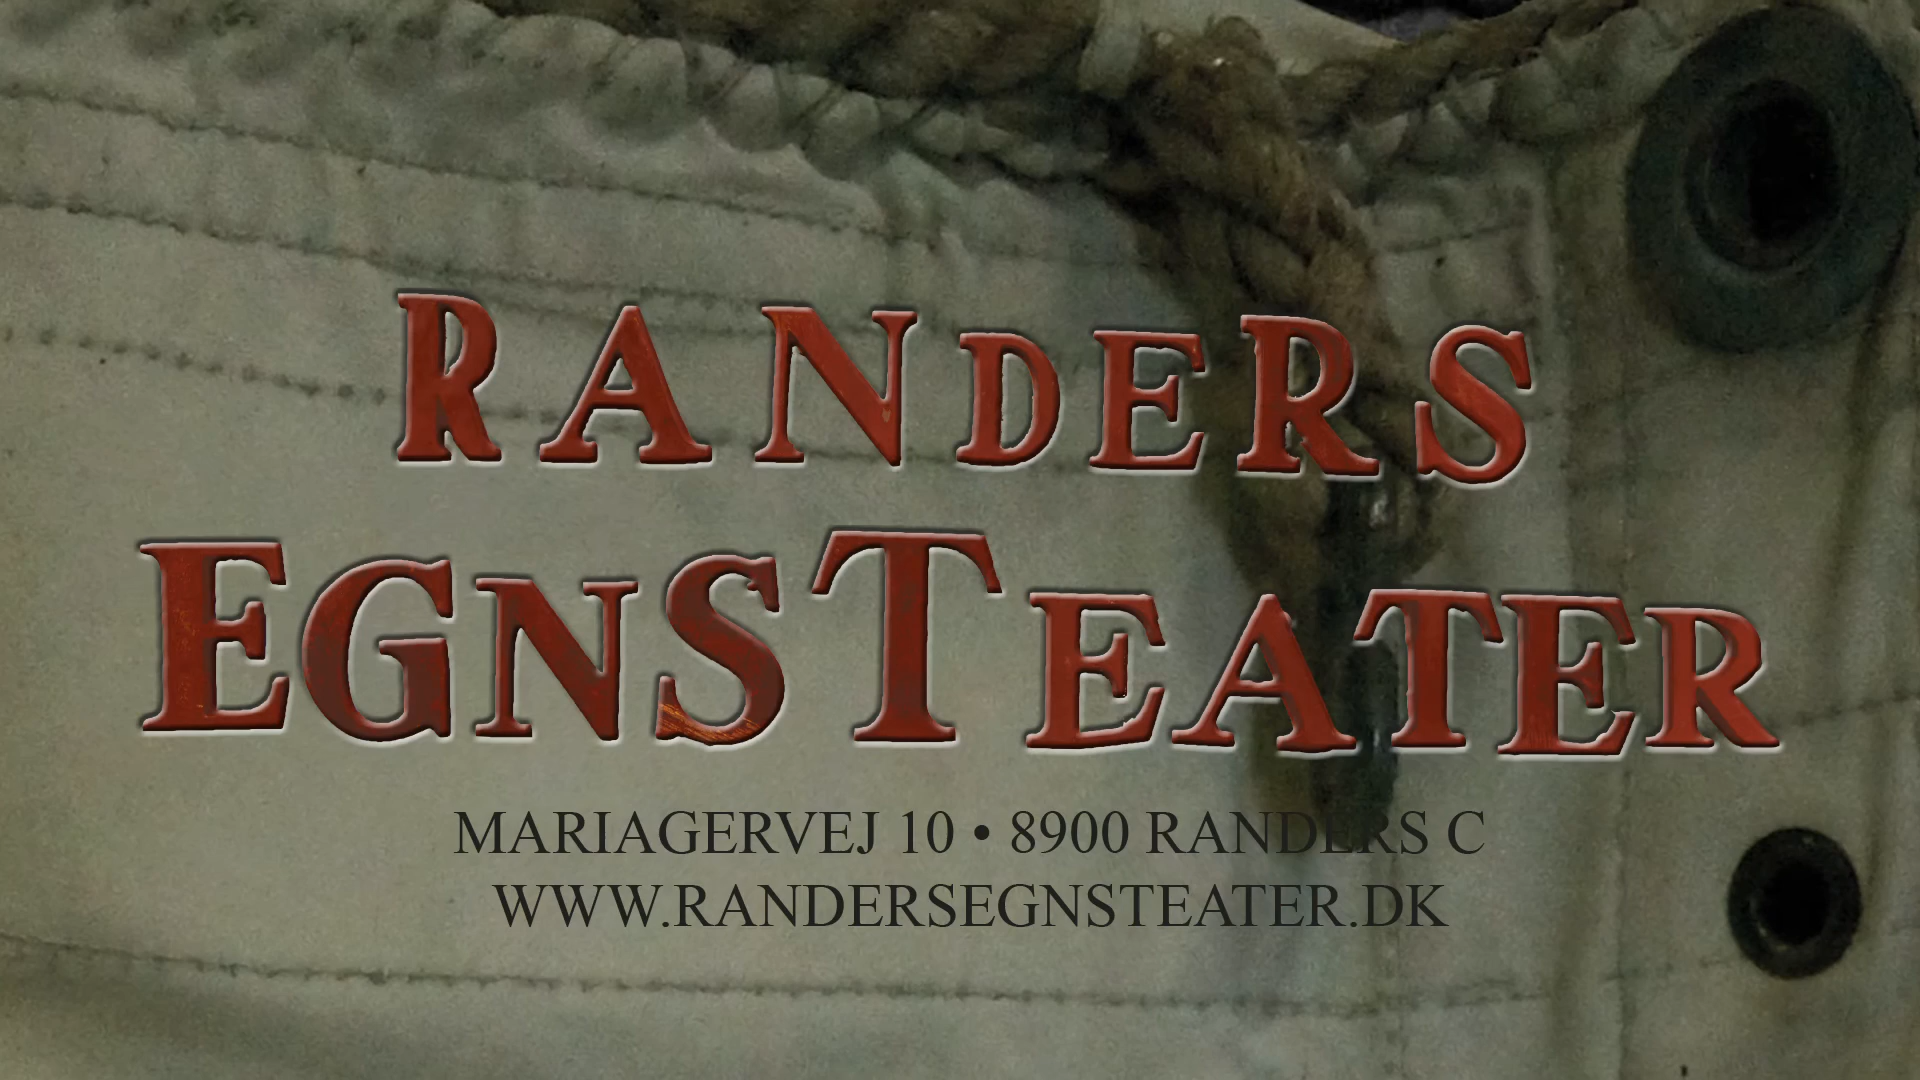 RANDERS
EGNSTEATER
MARIAGERVEJ 10 • 8900 RANDERS C
WWW.RANDERSEGNSTEATER.DK